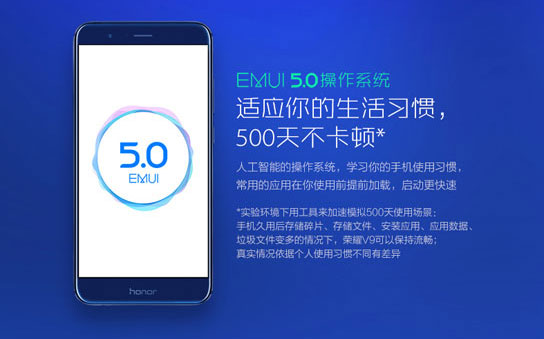 5.0
EMUI
honor
EMUI 5.0操作系统
适应你的生活习惯，
500天不卡顿*
人工智能的操作系统，学习你的手机使用习惯，
常用的应用在你使用前提前加载，启动更快速
*实验环境下用工具来加速模拟500天使用场景：
手机久用后存储碎片、存储文件、安装应用、应用数据、
垃圾文件变多的情况下，荣耀V9可以保持流畅；
真实情况依据个人使用习惯不同有差异